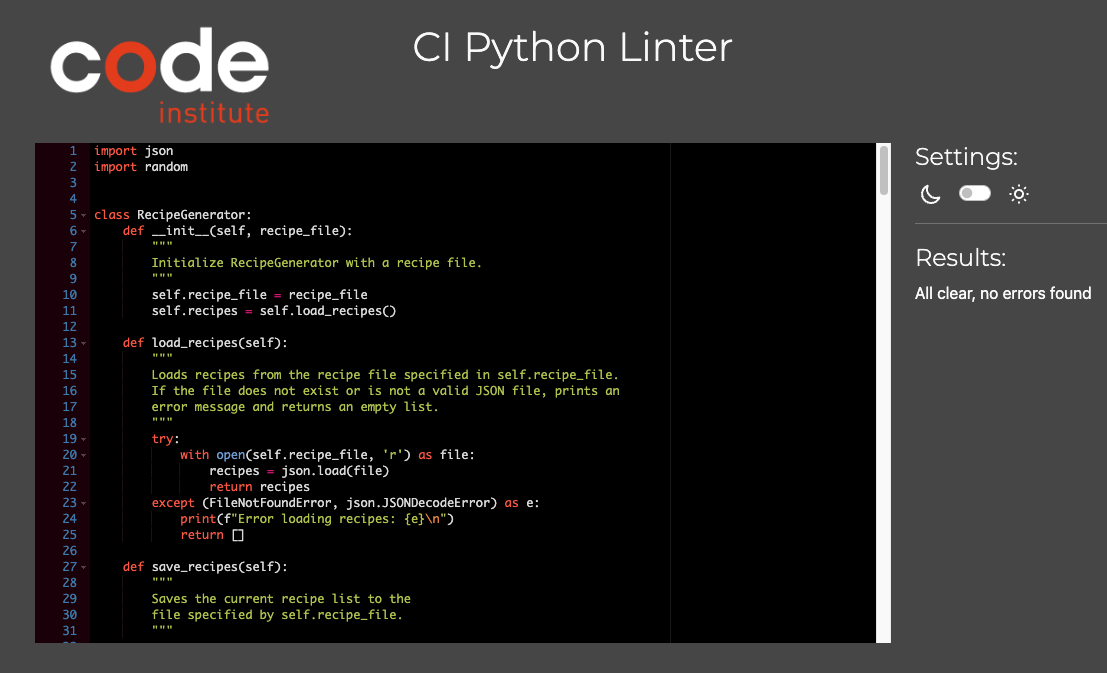 code
institute
CI Python Linter
1 import json
2 import random
3
4
5 class RecipeGenerator:
6     def __init__(self, recipe_file):
7         """
8         Initialize RecipeGenerator with a recipe file.
9         """
10         self.recipe_file = recipe_file
11         self.recipes = self.load_recipes()
12
13     def load_recipes(self):
14         """
15         Loads recipes from the recipe file specified in self.recipe_file.
16         If the file does not exist or is not a valid JSON file, prints an
17         error message and returns an empty list.
18         """
19         try:
20             with open(self.recipe_file, 'r') as file:
21                 recipes = json.load(file)
22                 return recipes
23         except (FileNotFoundError, json.JSONDecodeError) as e:
24             print(f"Error loading recipes: {e}\n")
25             return []
26
27     def save_recipes(self):
28         """
29         Saves the current recipe list to the
30         file specified by self.recipe_file.
31         """
Settings:
Results:
All clear, no errors found